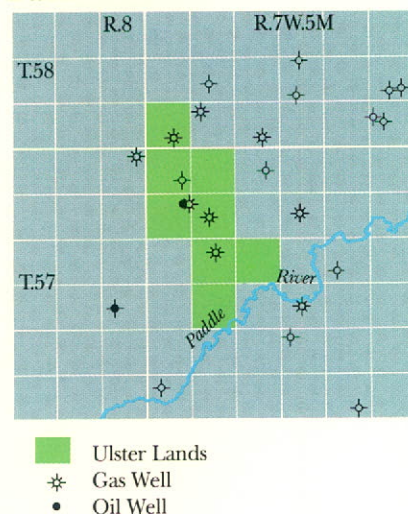 R.8 R.7W.5M
T.58
T.57
River
Paddle
Ulster Lands
Gas Well
Oil Well